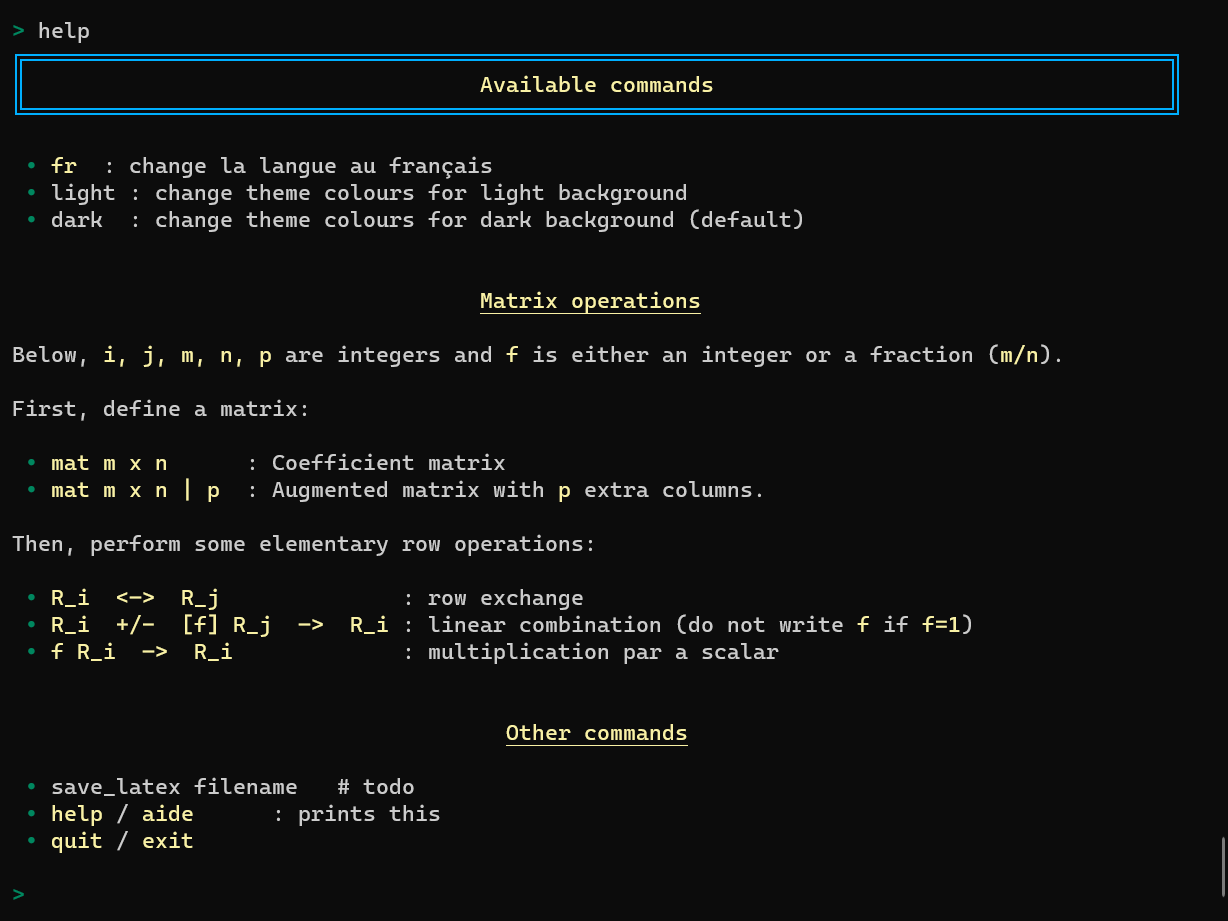 > help
Available commands
• fr : change la langue au français
• light : change theme colours for light background
• dark : change theme colours for dark background (default)
Matrix operations
Below, i, j, m, n, p are integers and f is either an integer or a fraction (m/n).
First, define a matrix:
• mat m x n : Coefficient matrix
• mat m x n | p : Augmented matrix with p extra columns.
Then, perform some elementary row operations:
• R_i <-> R_j : row exchange
• R_i +/- [f] R_j -> R_i : linear combination (do not write f if f=1)
• f R_i -> R_i : multiplication par a scalar
Other commands
• save_latex filename # todo
• help / aide : prints this
• quit / exit
>